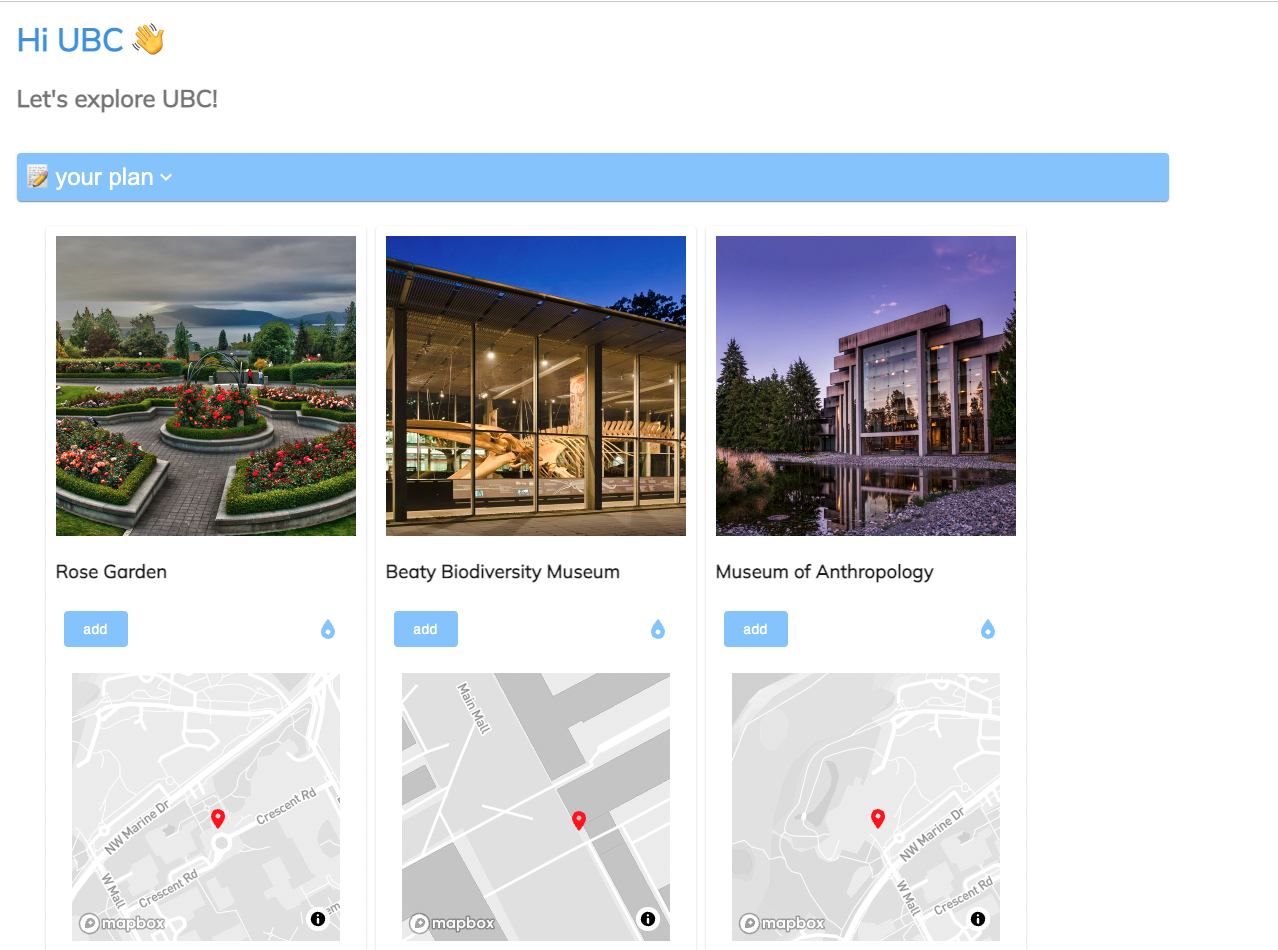 Hi UBC 👋
Let's explore UBC!
📝 your plan
Rose Garden
Beaty Biodiversity Museum
Museum of Anthropology
add
add
add
NW Marine Dr
Crescent Rd
W Mall
Crescent Rd
mapbox
Main Mall
mapbox
NW Marine Dr
W Mall
Crescent Rd
mapbox